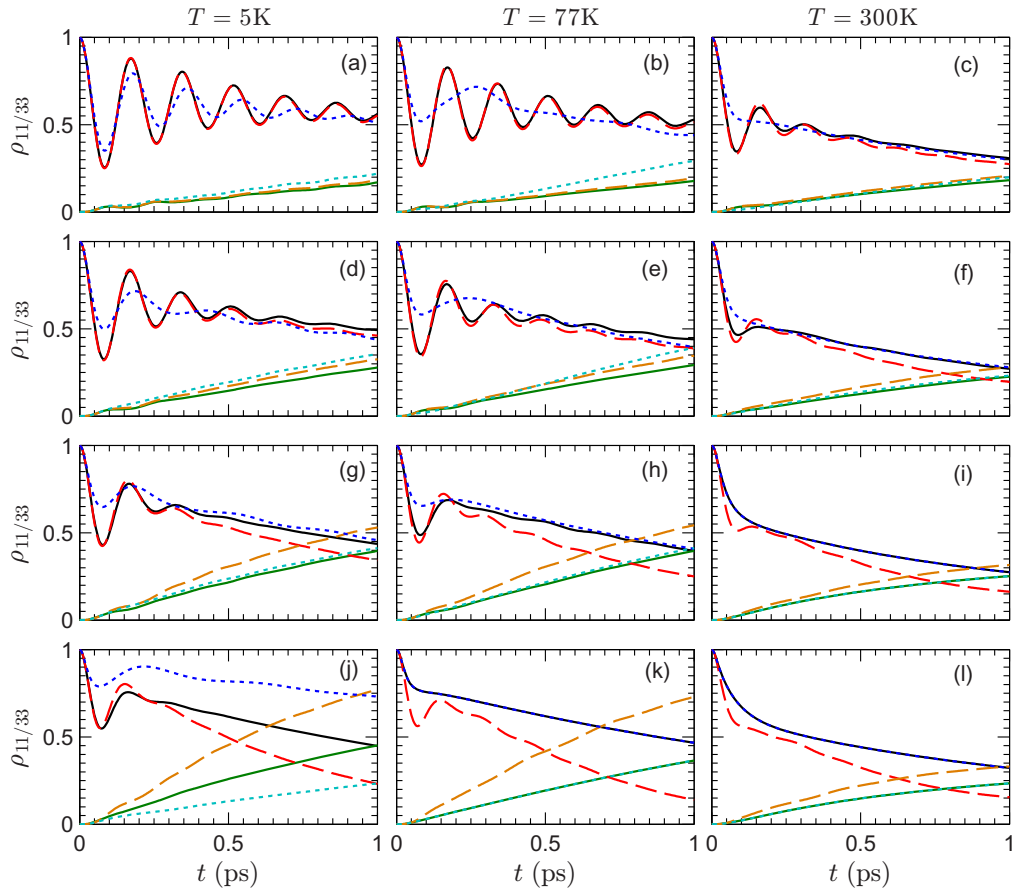 T = 5K T = 77K T = 300K
1 (a) (b) (c)
ρ11/33 0.5
0
1 (d) (e) (f)
ρ11/33 0.5
0
1 (g) (h) (i)
ρ11/33 0.5
0
1 (j) (k) (l)
ρ11/33 0.5
0
0 0.5 1 0 0.5 1 0 0.5 1
t (ps) t (ps) t (ps)